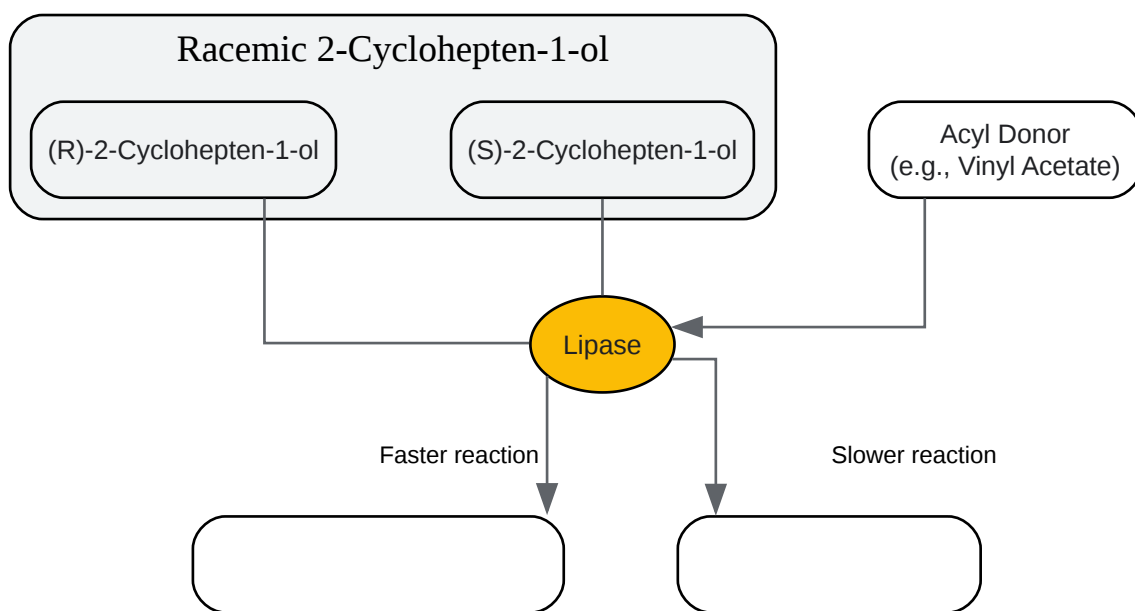 Racemic 2-Cyclohepten-1-ol
(R)-2-Cyclohepten-1-ol
(S)-2-Cyclohepten-1-ol
Acyl Donor
(e.g., Vinyl Acetate)
Lipase
Faster reaction
Slower reaction